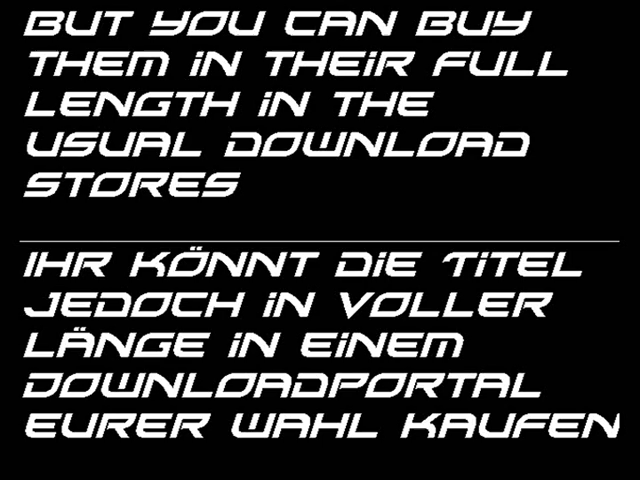 BUT YOU CAN BUY
THEM iN THEiR FULL
LENGTH iN THE
USUAL DOWNLOAD
STORES
IHR KÖNNT DiE TiTEL
JEDOCH iN VOLLER
LÄNGE iN EiNEM
DOWNLOADPORTAL
EURER WAHL KAUFEN